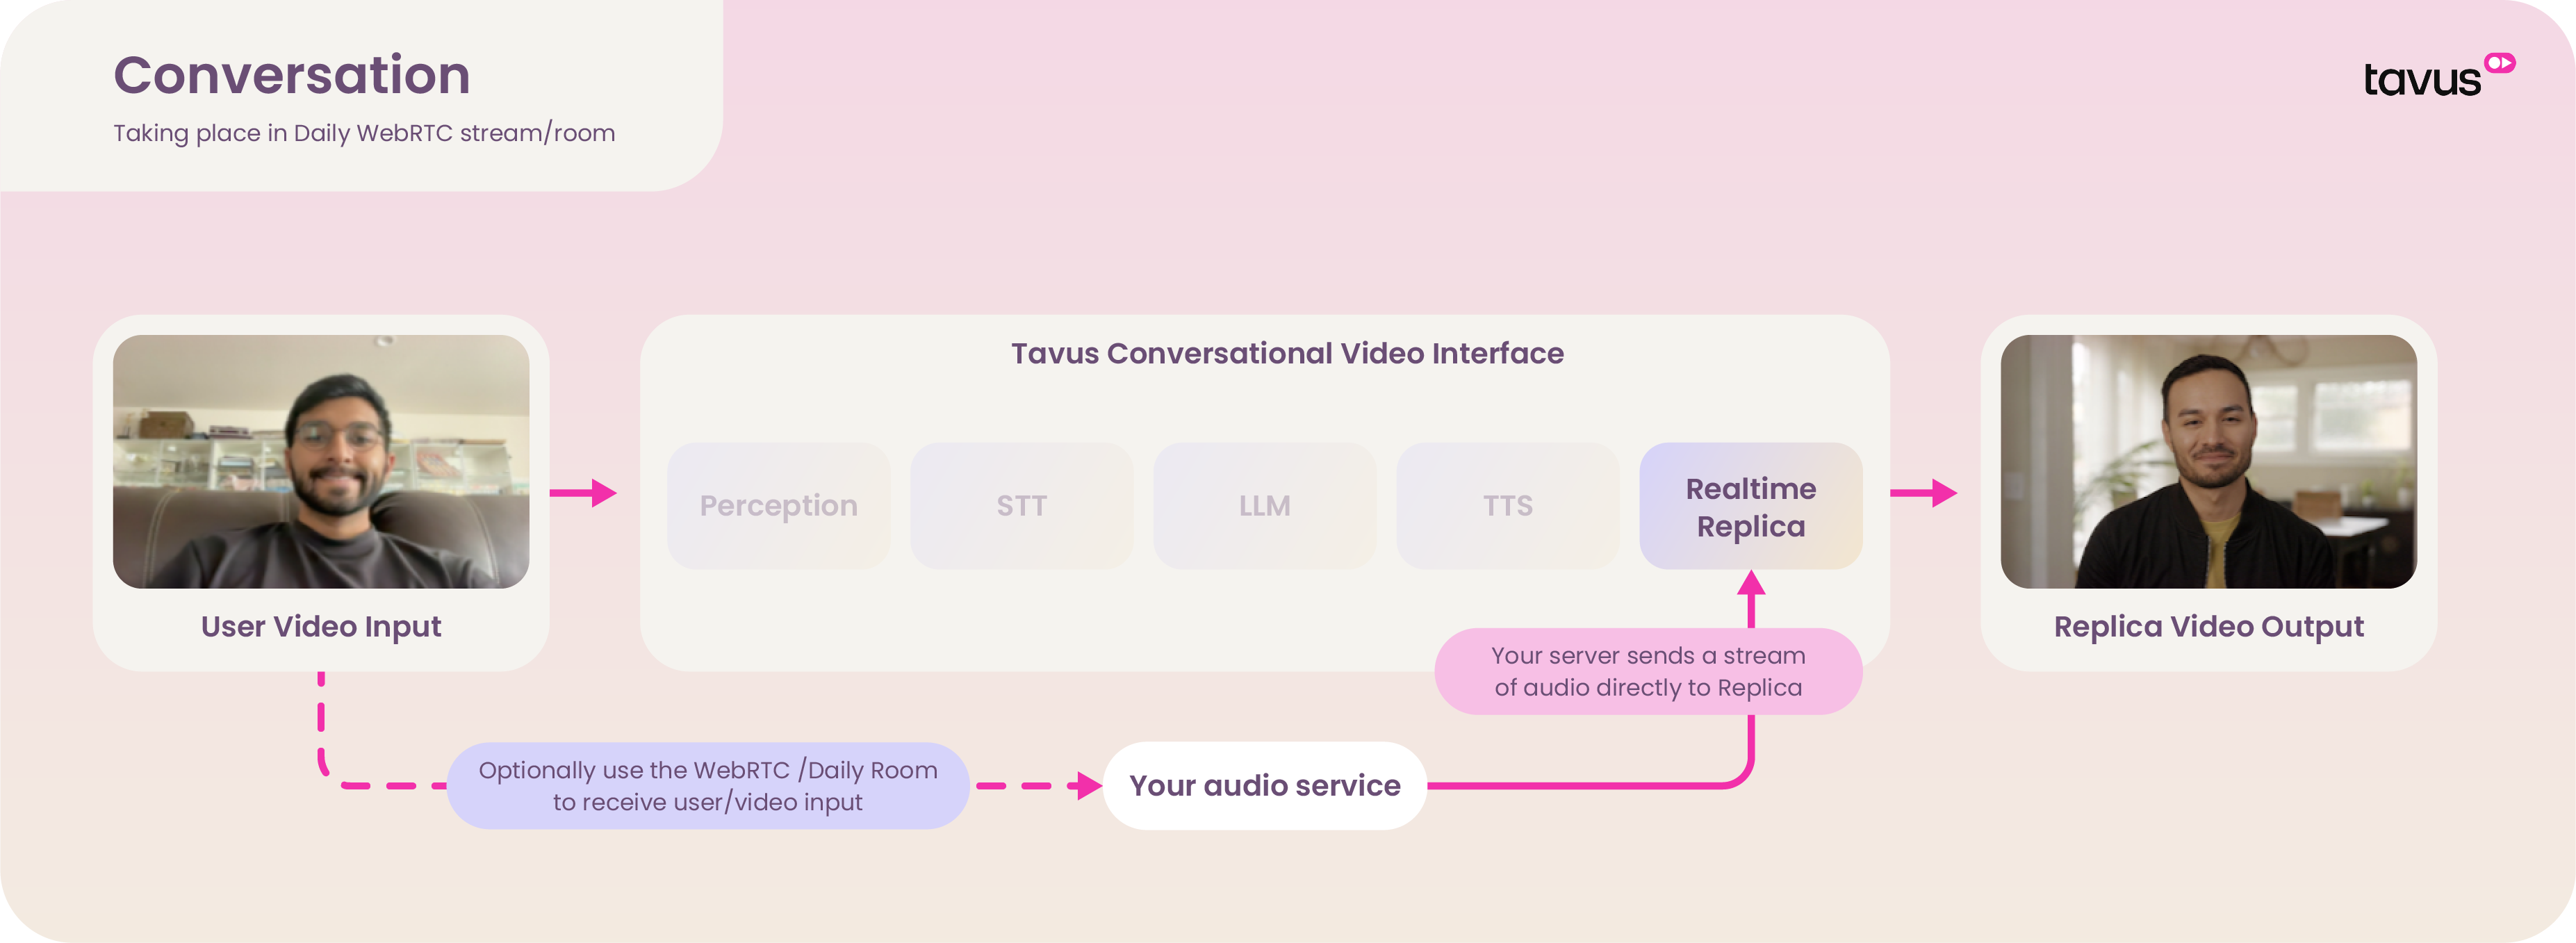 Conversation
Taking place in Daily WebRTC stream/room
tavus
Tavus Conversational Video Interface
Perception
STT
LLM
TTS
Realtime
Replica
User Video Input
Replica Video Output
Your server sends a stream
of audio directly to Replica
Optionally use the WebRTC /Daily Room
to receive user/video input
Your audio service